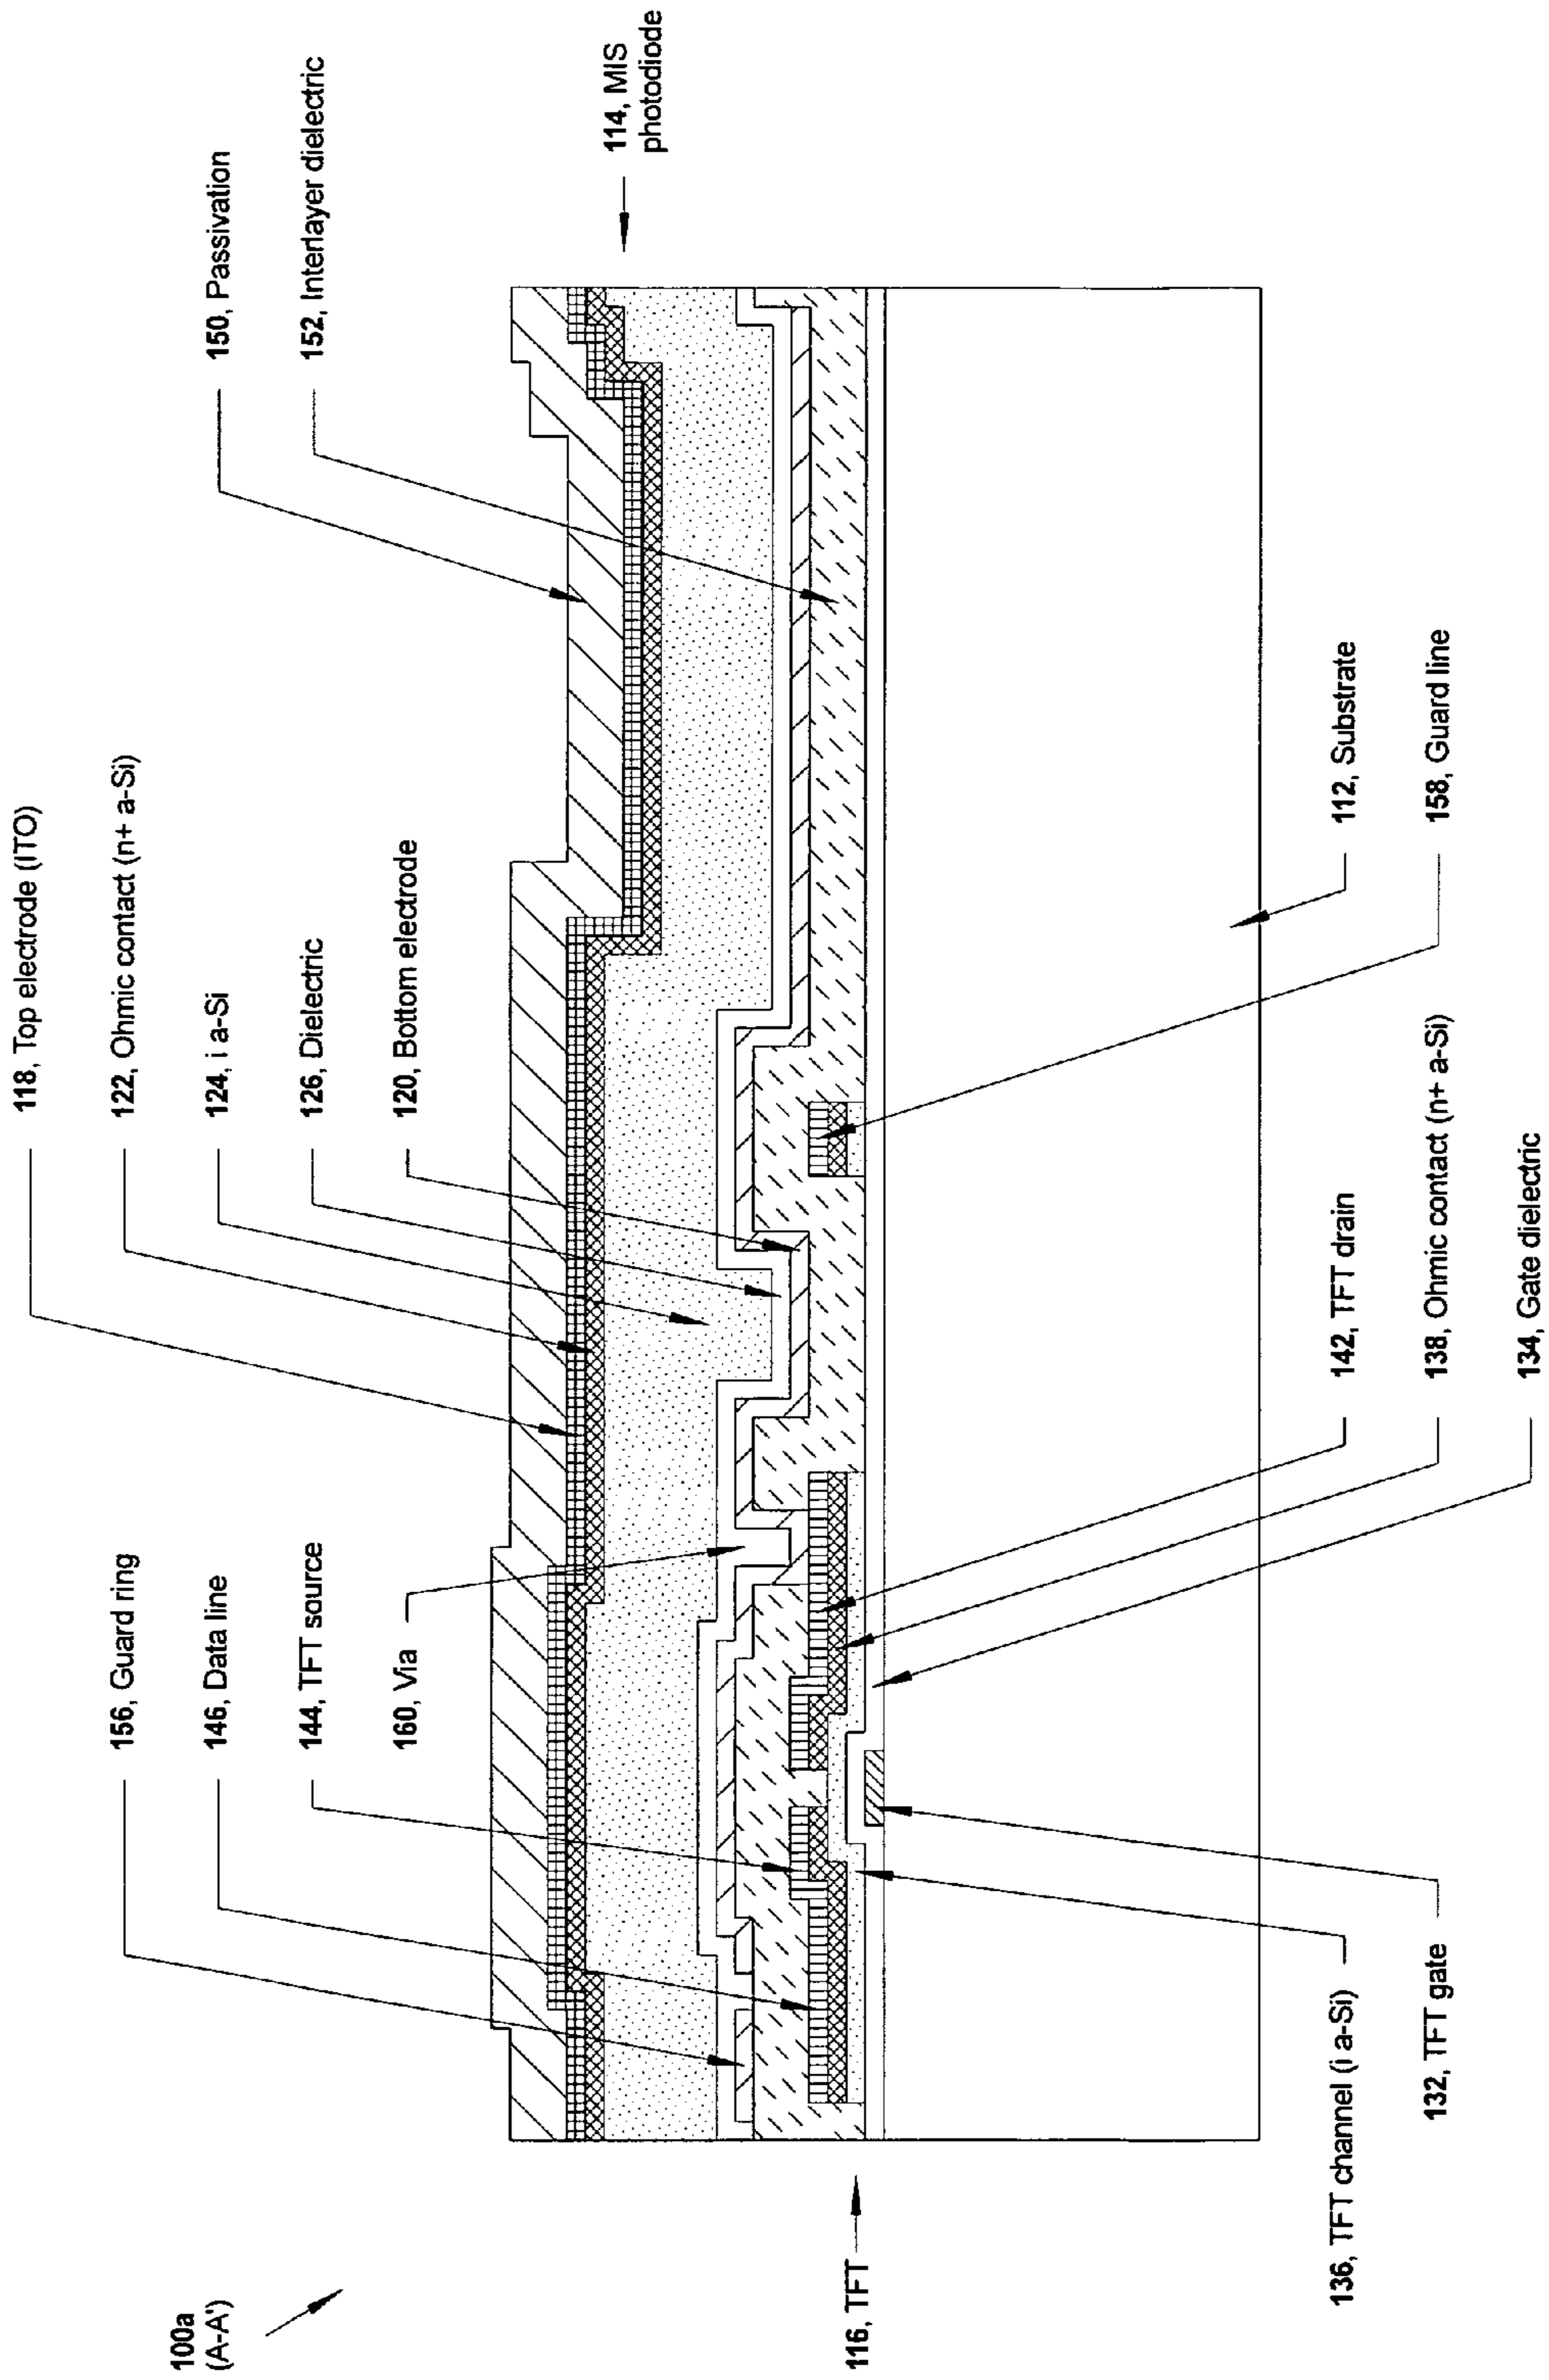 100a
(A-A')
118, Top electrode (ITO)
122, Ohmic contact (n+ a-Si)
124, i a-Si
126, Dielectric
120, Bottom electrode
150, Passivation
152, Interlayer dielectric
114, MIS
photodiode
156, Guard ring
146, Data line
144, TFT source
160, Via
116, TFT
136, TFT channel (i a-Si)
132, TFT gate
142, TFT drain
138, Ohmic contact (n+ a-Si)
134, Gate dielectric
112, Substrate
158, Guard line